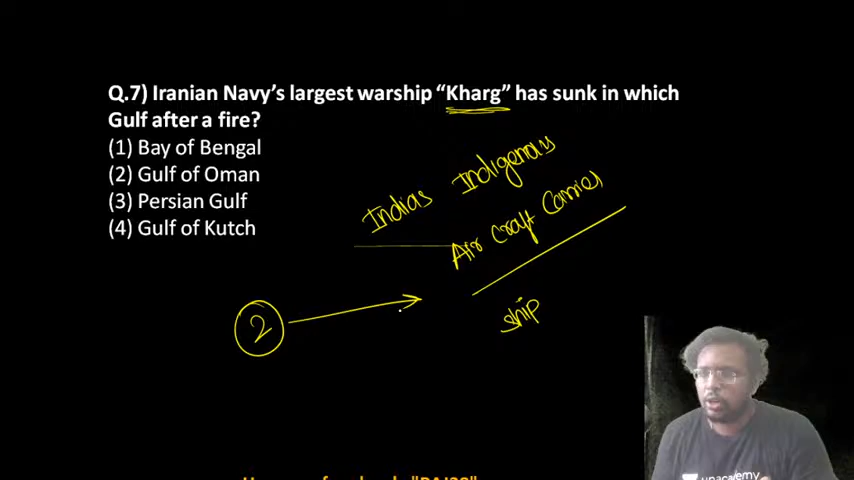 Q.7) Iranian Navy's largest warship “Kharg” has sunk in which
Gulf after a fire?
(1) Bay of Bengal
(2) Gulf of Oman
(3) Persian Gulf
(4) Gulf of Kutch
Indias Indigenous
Air Craft Carrier
ship
2
unacademy